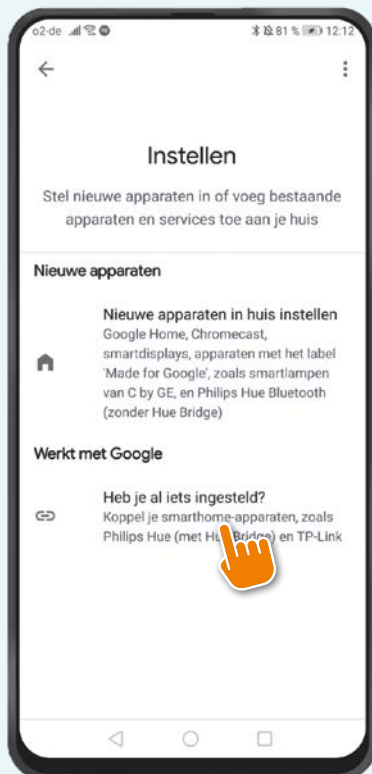 o2-de 81 % 12:12
Instellen
Stel nieuwe apparaten in of voeg bestaande
apparaten en services toe aan je huis
Nieuwe apparaten
Nieuwe apparaten in huis instellen
Google Home, Chromecast,
smartdisplays, apparaten met het label
'Made for Google', zoals smartlampen
van C by GE, en Philips Hue Bluetooth
(zonder Hue Bridge)
Werkt met Google
Heb je al iets ingesteld?
Koppel je smarthome-apparaten, zoals
Philips Hue (met Hue Bridge) en TP-Link